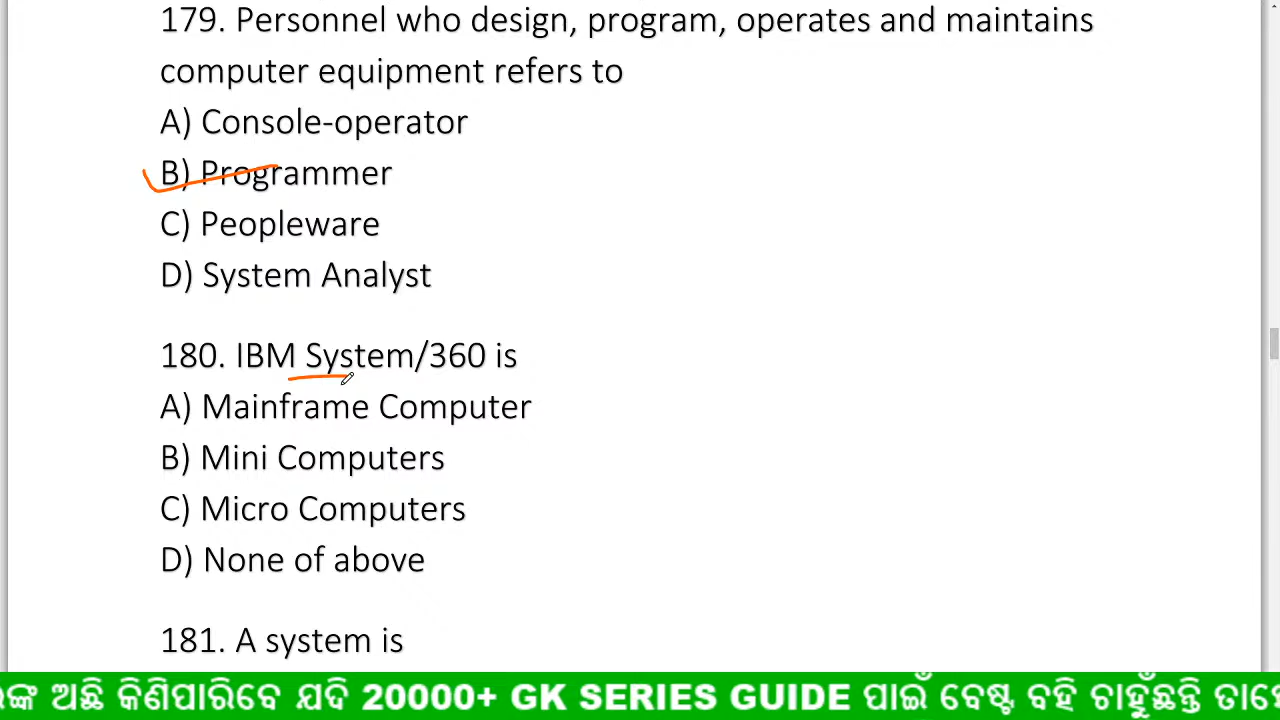 179. Personnel who design, program, operates and maintains
computer equipment refers to
A) Console-operator
B) Programmer
C) Peopleware
D) System Analyst
180. IBM System/360 is
A) Mainframe Computer
B) Mini Computers
C) Micro Computers
D) None of above
181. A system is
ଅଛି କିଣିପାରିବେ ଯଦି 20000+ GK SERIES GUIDE ପାଇଁ ବେଷ୍ଟ ବହି ଚାହୁଁଛନ୍ତି